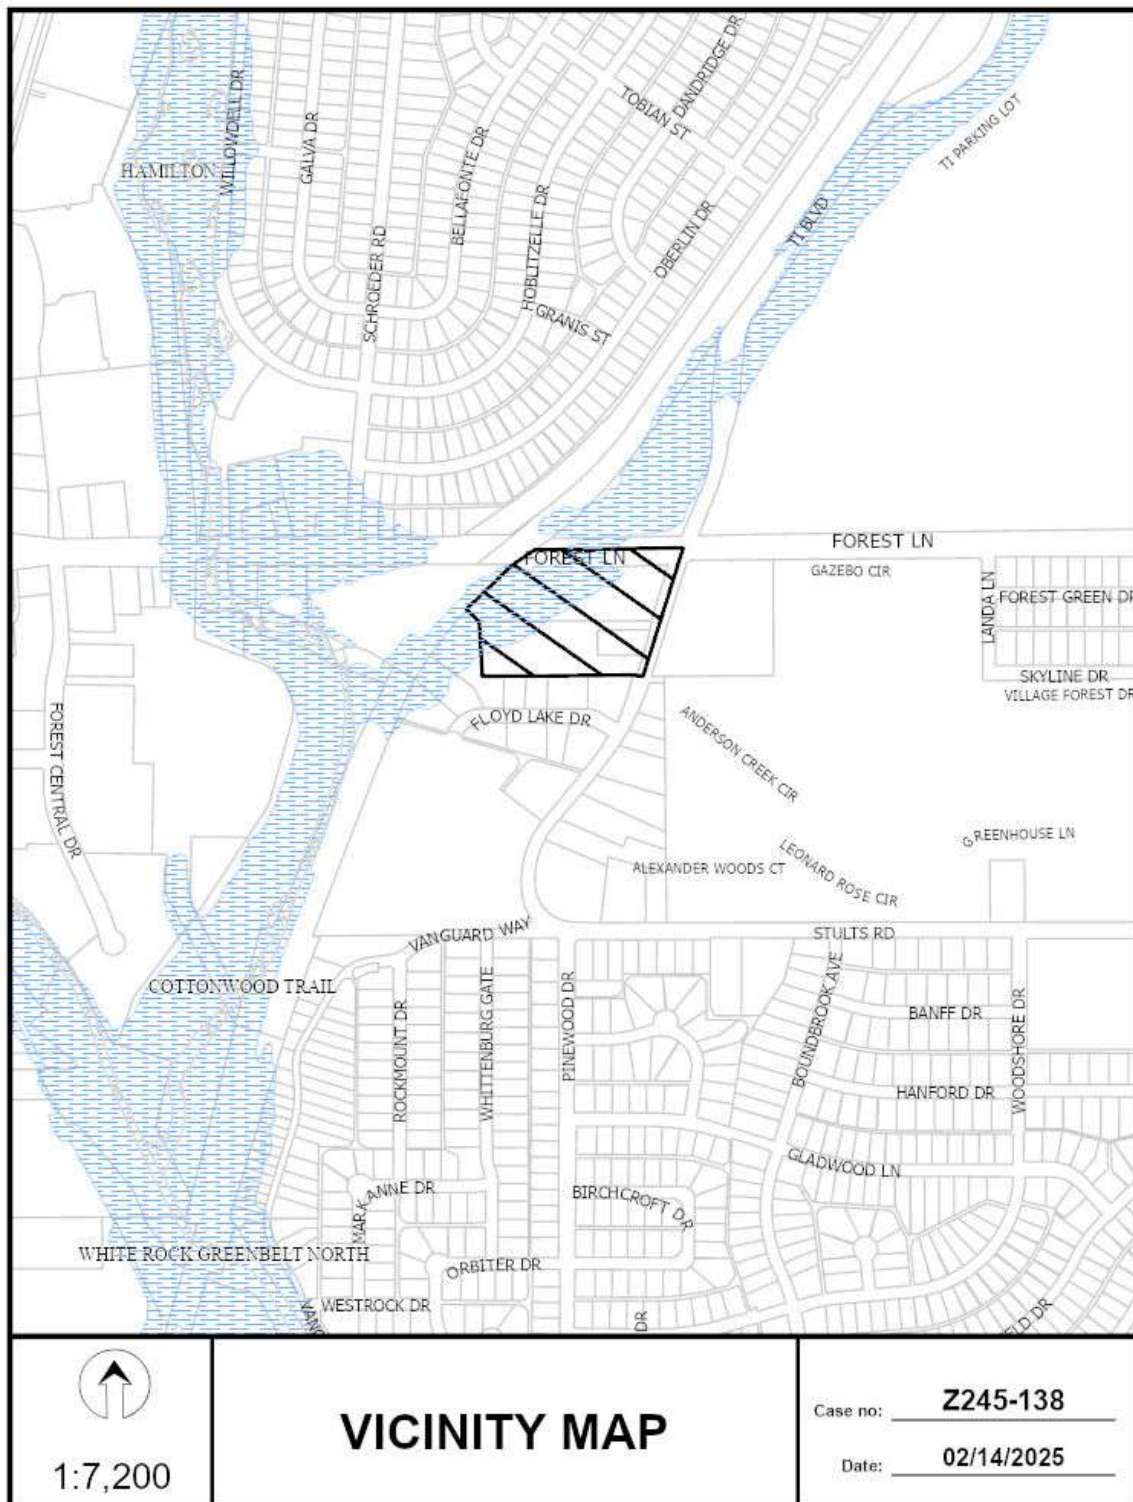 DANDRIDGE DR
TOBIAN ST
WILLOWDELL DR
GALVA DR
TI PARKING LOT
HAMILTON
BELLAFONTE DR
HOBLITZELLE DR
OBERLIN DR
TI BLVD
SCHROEDER RD
GRANIS ST
FOREST LN
FOREST LN
GAZEBO CIR
LANDA LN
FOREST GREEN DR
SKYLINE DR
VILLAGE FOREST DR
FLOYD LAKE DR
ANDERSON CREEK CIR
FOREST CENTRAL DR
GREENHOUSE LN
ALEXANDER WOODS CT
LEONARD ROSE CIR
VANGUARD WAY
STULTS RD
COTTONWOOD TRAIL
ROCKMOUNT DR
WHITTENBURG GATE
PINEWOOD DR
BOUNDBROOK AVE
BANFF DR
WOODSHORE DR
HANFORD DR
GLADWOOD LN
MARKANNE DR
BIRCHCROFT DR
WHITE ROCK GREENBELT NORTH
ORBITER DR
WESTROCK DR
VANG
DR
ELD DR
1:7,200
VICINITY MAP
Case no: Z245-138
Date: 02/14/2025